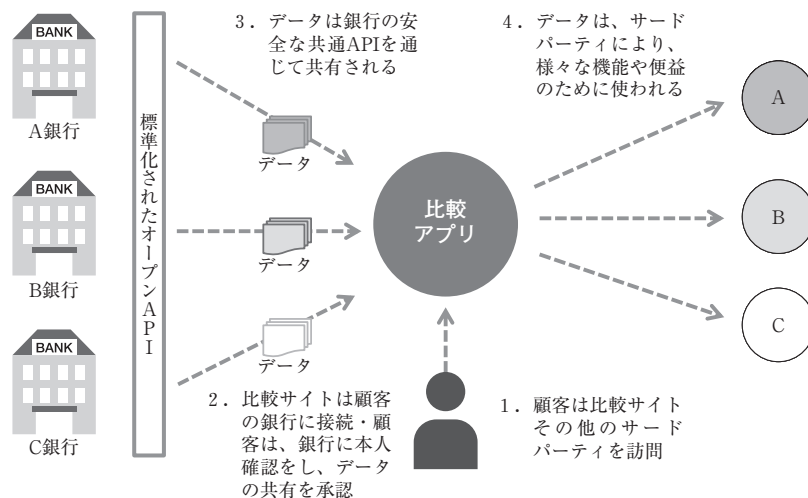 BANK
A銀行
BANK
B銀行
BANK
C銀行
標準化されたオープンAPI
3．データは銀行の安
全な共通APIを通
じて共有される
データ
データ
データ
2．比較サイトは顧客
の銀行に接続・顧
客は、銀行に本人
確認をし、データ
の共有を承認
比較
アプリ
1．顧客は比較サイト
その他のサード
パーティを訪問
4．データは、サード
パーティにより、
様々な機能や便益
のために使われる
A
B
C